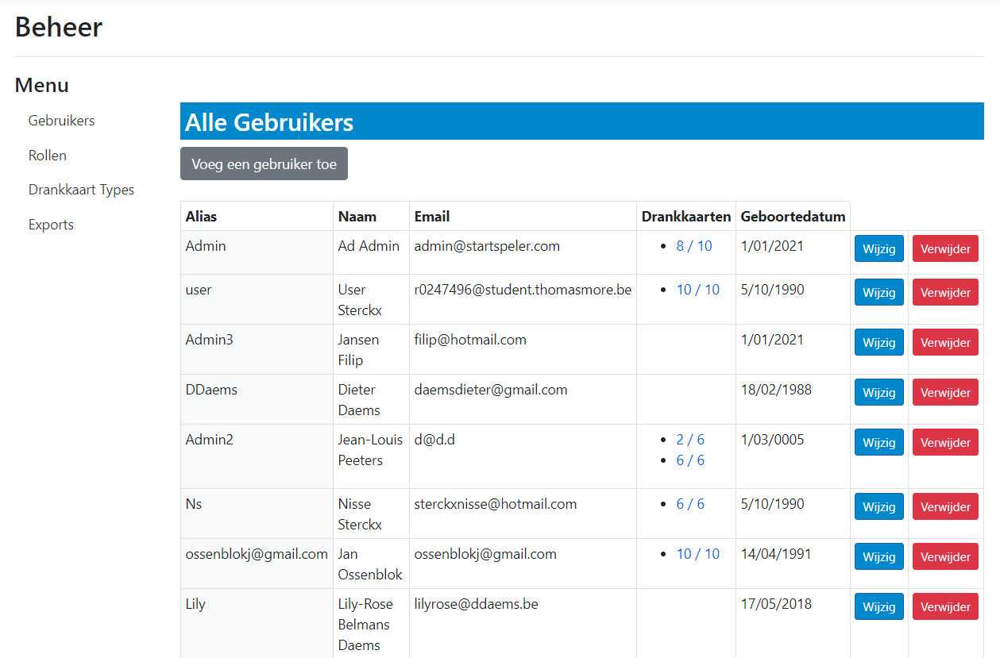 Beheer
Menu
Gebruikers
Rollen
Drankkaart Types
Exports
Alle Gebruikers
Voeg een gebruiker toe
Alias Naam Email Drankkaarten Geboortedatum
Admin Ad Admin admin@startspeler.com • 8 / 10 1/01/2021 Wijzig Verwijder
user User r0247496@student.thomasmore.be • 10 / 10 5/10/1990 Wijzig Verwijder
Sterckx
Admin3 Jansen filip@hotmail.com 1/01/2021 Wijzig Verwijder
Filip
DDaems Dieter daemsdieter@gmail.com 18/02/1988 Wijzig Verwijder
Daems
Admin2 Jean-Louis d@d.d • 2 / 6 1/03/0005 Wijzig Verwijder
Peeters • 6 / 6
Ns Nisse sterckxnisse@hotmail.com • 6 / 6 5/10/1990 Wijzig Verwijder
Sterckx
ossenblokj@gmail.com Jan ossenblokj@gmail.com • 10 / 10 14/04/1991 Wijzig Verwijder
Ossenblok
Lily Lily-Rose lilyrose@ddaems.be 17/05/2018 Wijzig Verwijder
Belmans
Daems